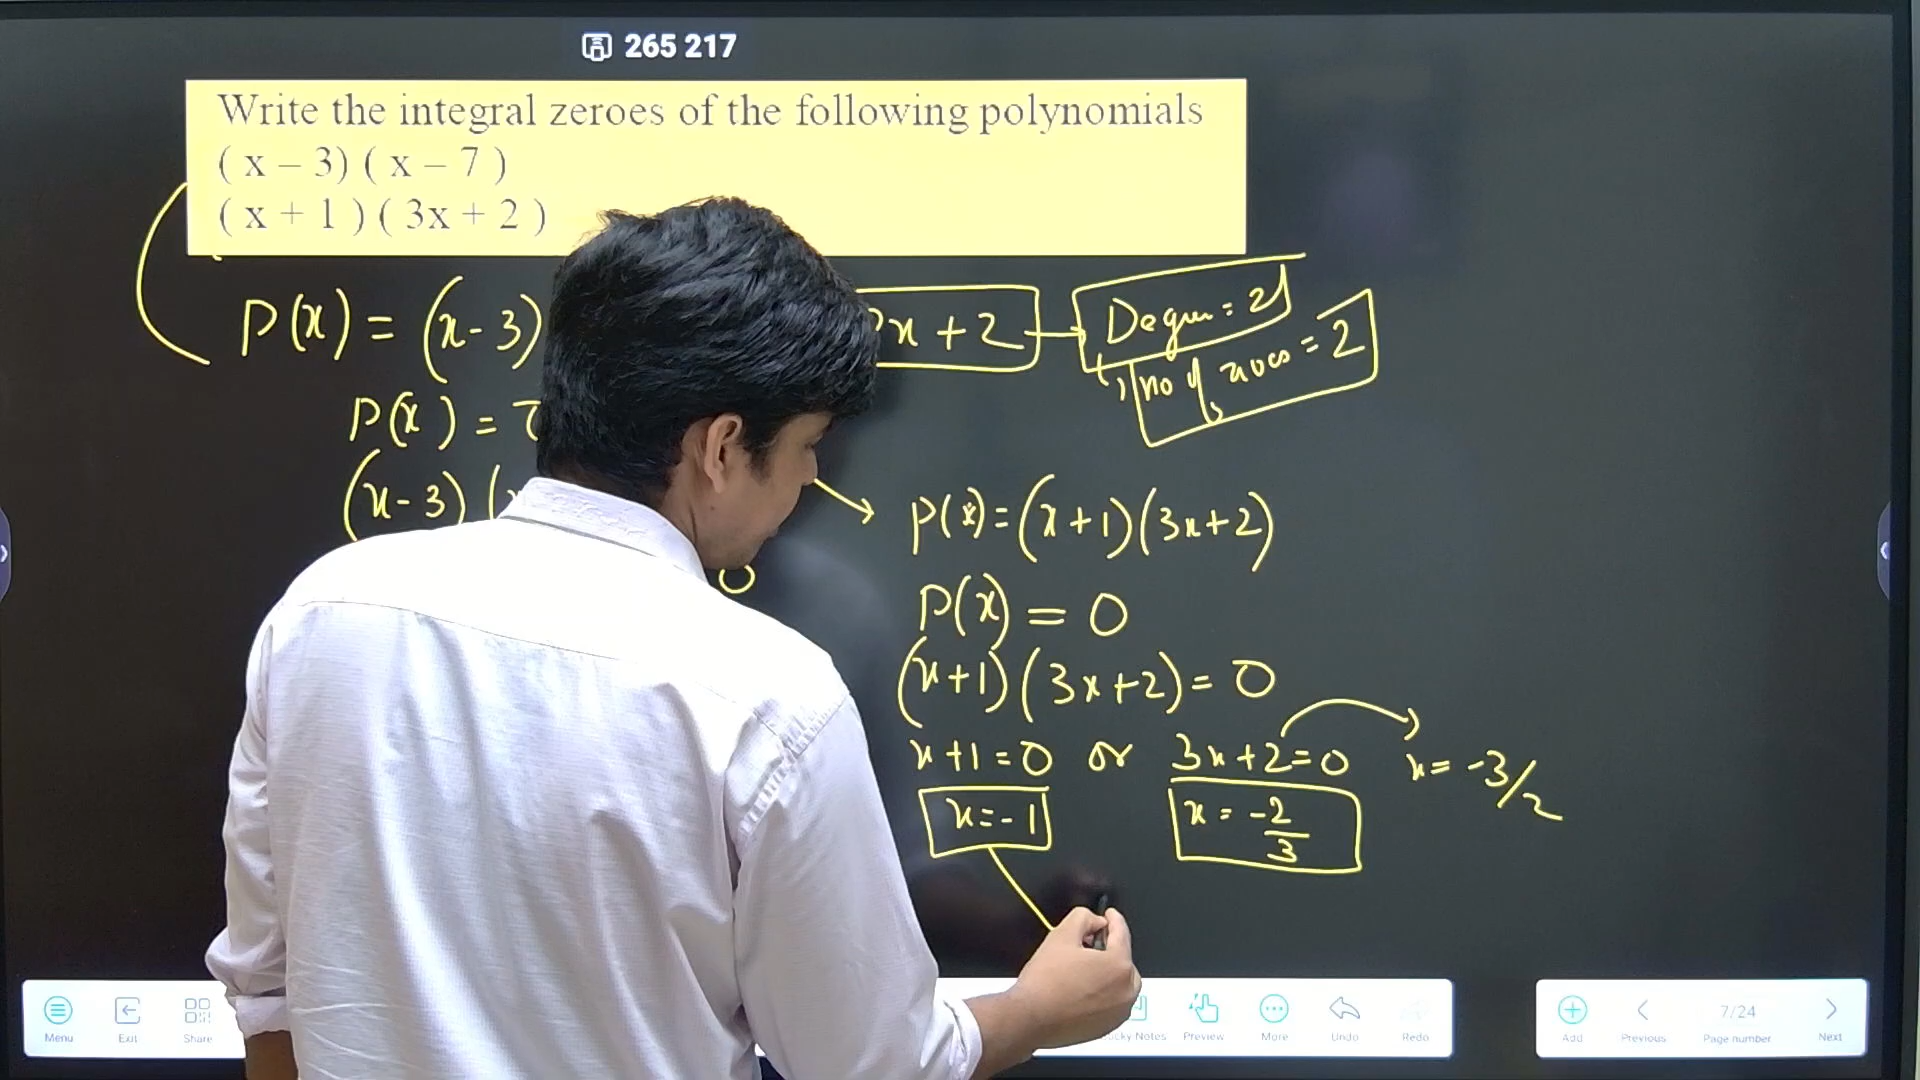 265 217
Write the integral zeroes of the following polynomials
( x – 3) ( x – 7 )
( x + 1 ) ( 3x + 2 )
P(x) = (x-3)
x + 2
Degree = 2
no of zeroes = 2
P(x) =
(x-3) (
0
P(x) = (x+1)(3x+2)
P(x) = 0
(x+1)(3x+2) = 0
x+1=0 or 3x+2=0 x= -3/2
x=-1 x = -2/3
Menu Exit Share Notes Preview More Undo Redo
7/24
Add Previous Page number Next